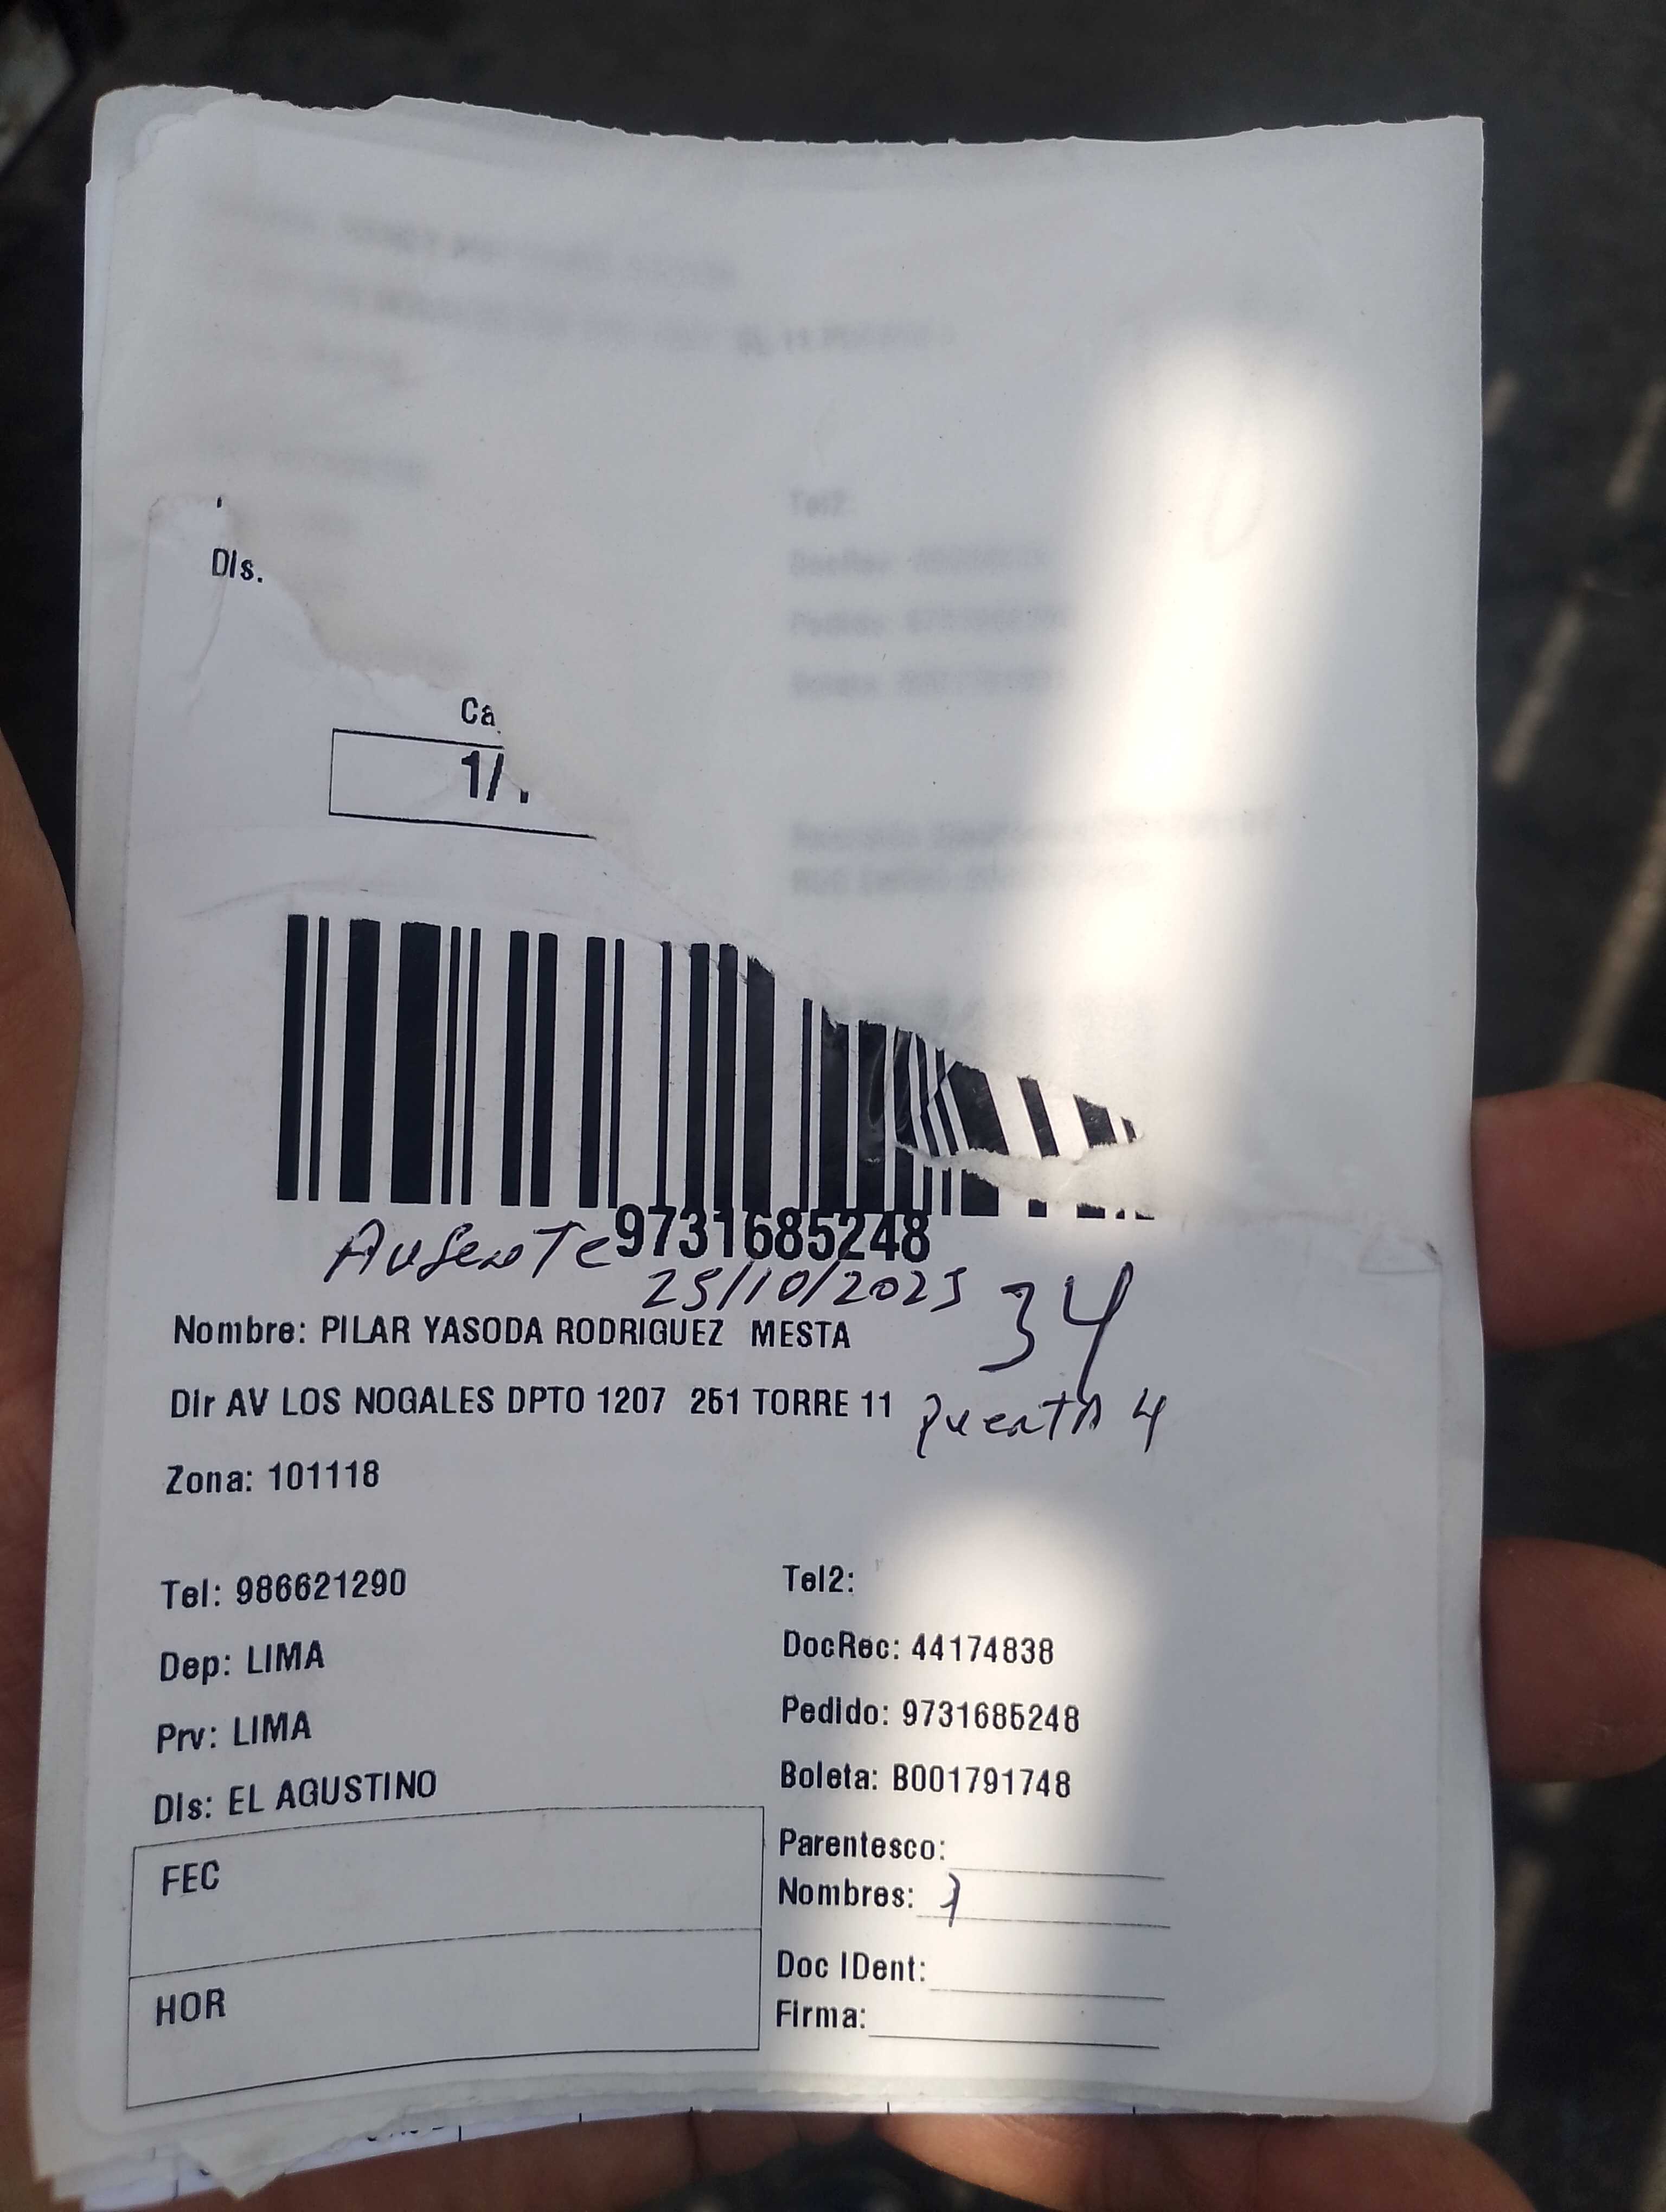 Dis.
Ca
1/
9731685248
Ausente
25/10/2025
34
Nombre: PILAR YASODA RODRIGUEZ MESTA
Dir AV LOS NOGALES DPTO 1207 251 TORRE 11
Puerta 4
Zona: 101118
Tel: 986621290
Tel2:
Dep: LIMA
DocRec: 44174838
Prv: LIMA
Pedido: 9731685248
Dis: EL AGUSTINO
Boleta: B001791748
FEC
Parentesco:
Nombres:
HOR
Doc IDent:
Firma: